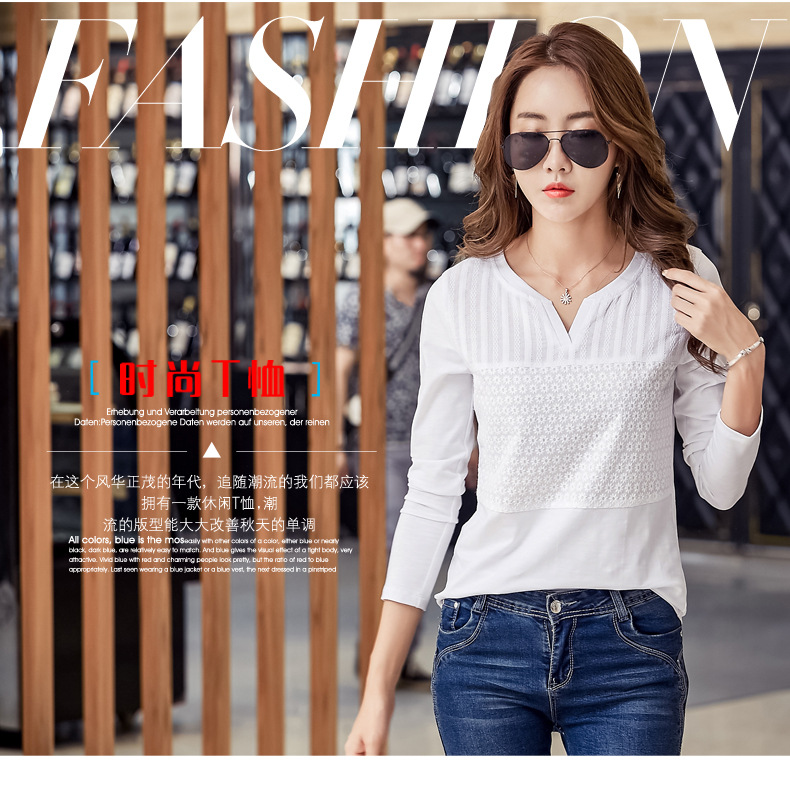 FASHION
[ 时尚T恤 ]
Erhebung und Verarbeitung personenbezogener
Daten:Personenbezogene Daten werden auf unseren, der reinen
在这个风华正茂的年代，追随潮流的我们都应该
拥有一款休闲T恤,潮
流的版型能大大改善秋天的单调
All colors, blue is the moseasily with other colors of a color, either blue or nearly
black, dark blue, are relatively easy to match. And blue gives the visual effect of a tight body, very
attractive. Vivid blue with red and charming people look pretty, but the ratio of red to blue
appropriately. Last seen wearing a blue jacket or a blue vest, the next dressed in a pinstriped